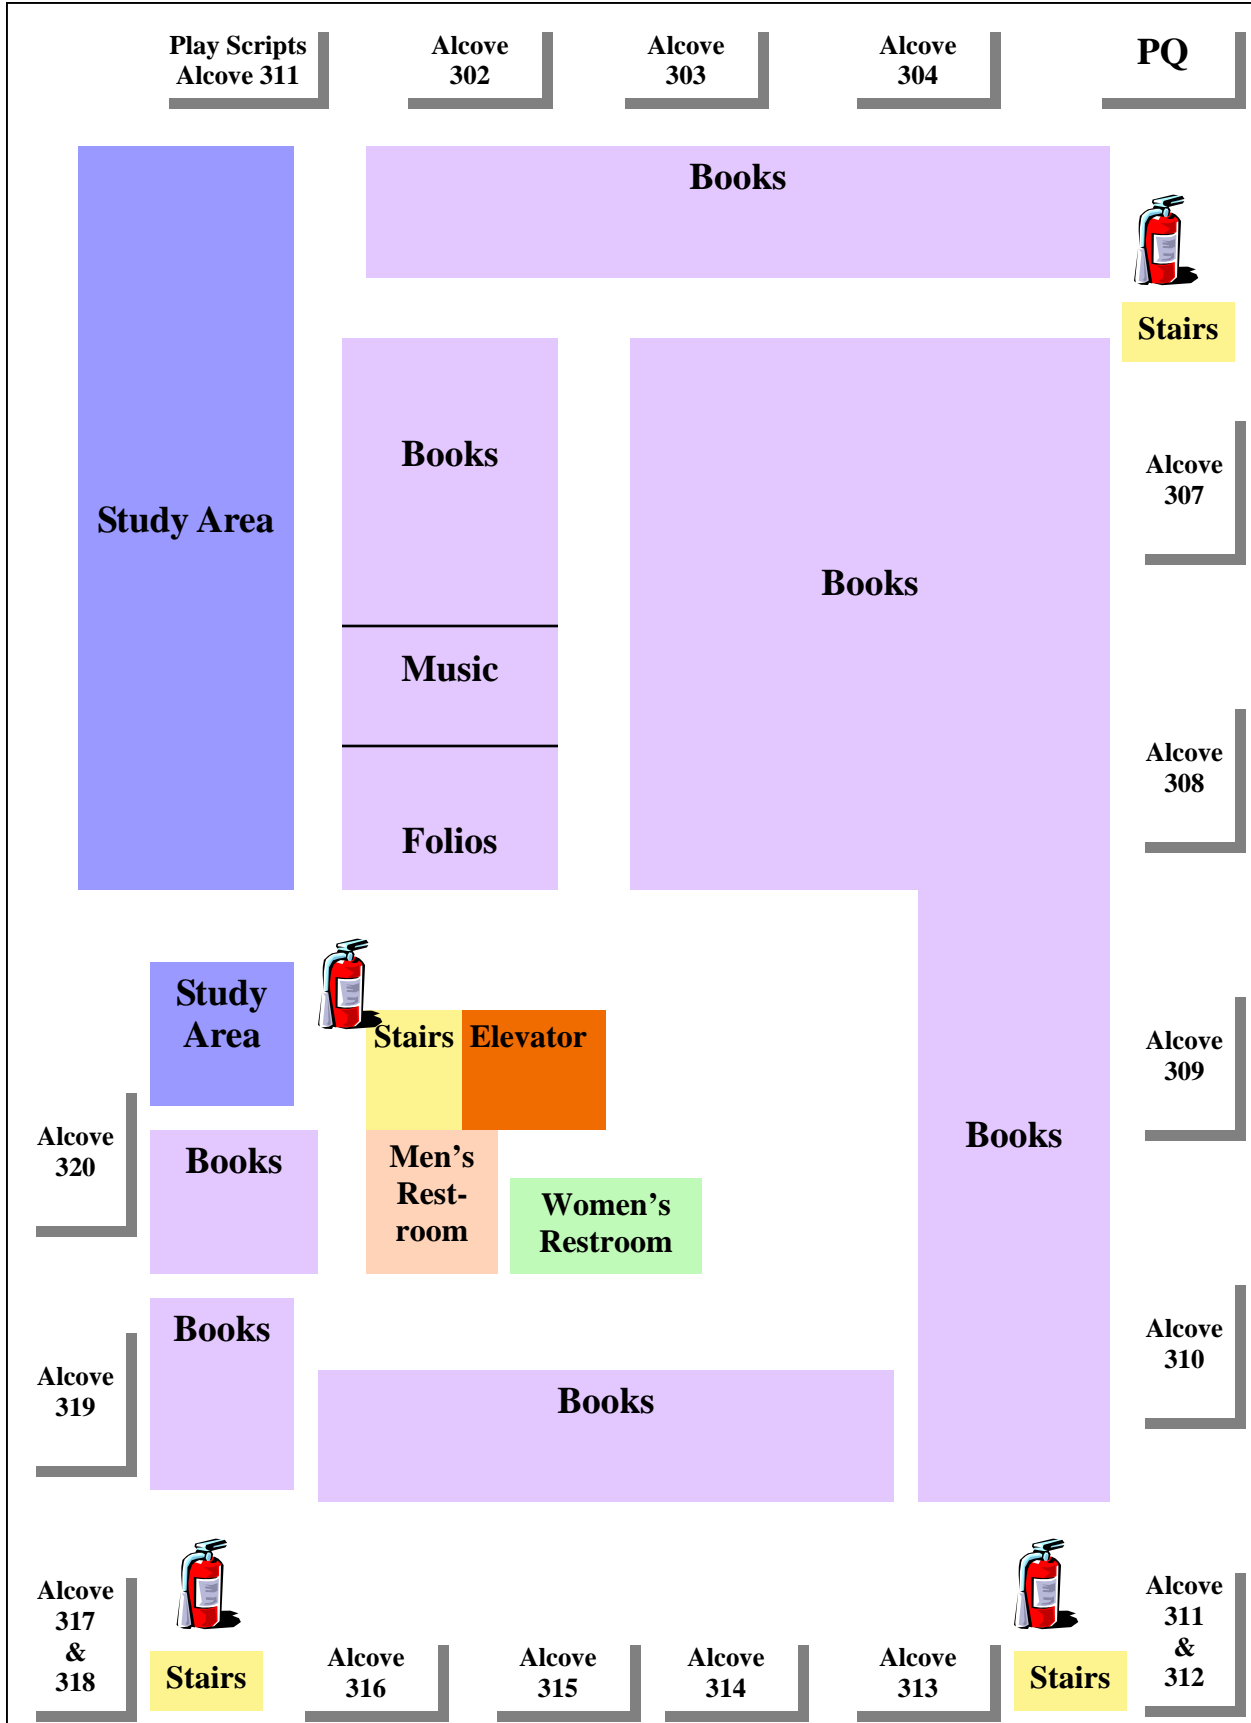 Play Scripts
Alcove 311
Alcove
302
Alcove
303
Alcove
304
PQ
Books
Stairs
Books
Alcove
307
Study Area
Books
Music
Alcove
308
Folios
Study
Area
Stairs
Elevator
Alcove
309
Alcove
320
Books
Men's
Rest-
room
Women's
Restroom
Books
Books
Alcove
310
Alcove
319
Books
Alcove
317
&
318
Stairs
Alcove
316
Alcove
315
Alcove
314
Alcove
313
Stairs
Alcove
311
&
312